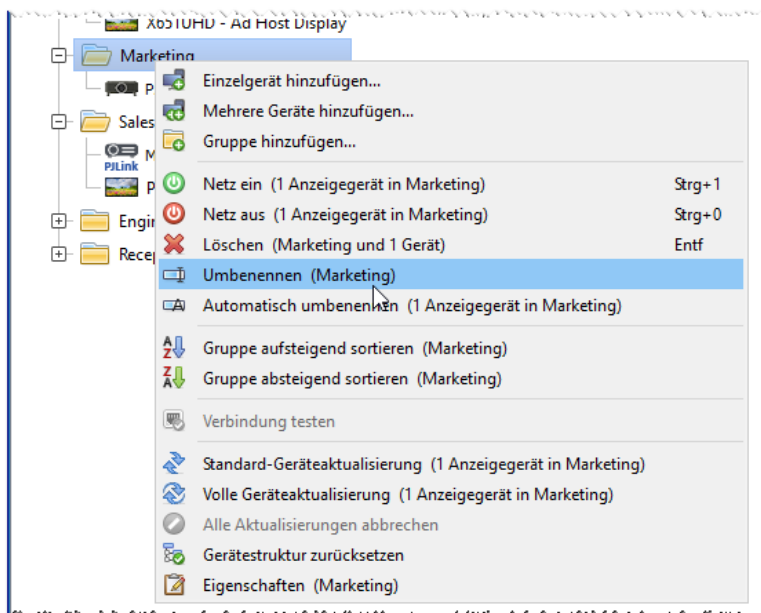 X651UHD - Ad Host Display
Marketing
P
Sales
M
PJLink
P
Engin
Recep
Einzelgerät hinzufügen...
Mehrere Geräte hinzufügen...
Gruppe hinzufügen...
Netz ein (1 Anzeigegerät in Marketing) Strg+1
Netz aus (1 Anzeigegerät in Marketing) Strg+0
Löschen (Marketing und 1 Gerät) Entf
Umbenennen (Marketing)
Automatisch umbenennen (1 Anzeigegerät in Marketing)
Gruppe aufsteigend sortieren (Marketing)
Gruppe absteigend sortieren (Marketing)
Verbindung testen
Standard-Geräteaktualisierung (1 Anzeigegerät in Marketing)
Volle Geräteaktualisierung (1 Anzeigegerät in Marketing)
Alle Aktualisierungen abbrechen
Gerätestruktur zurücksetzen
Eigenschaften (Marketing)